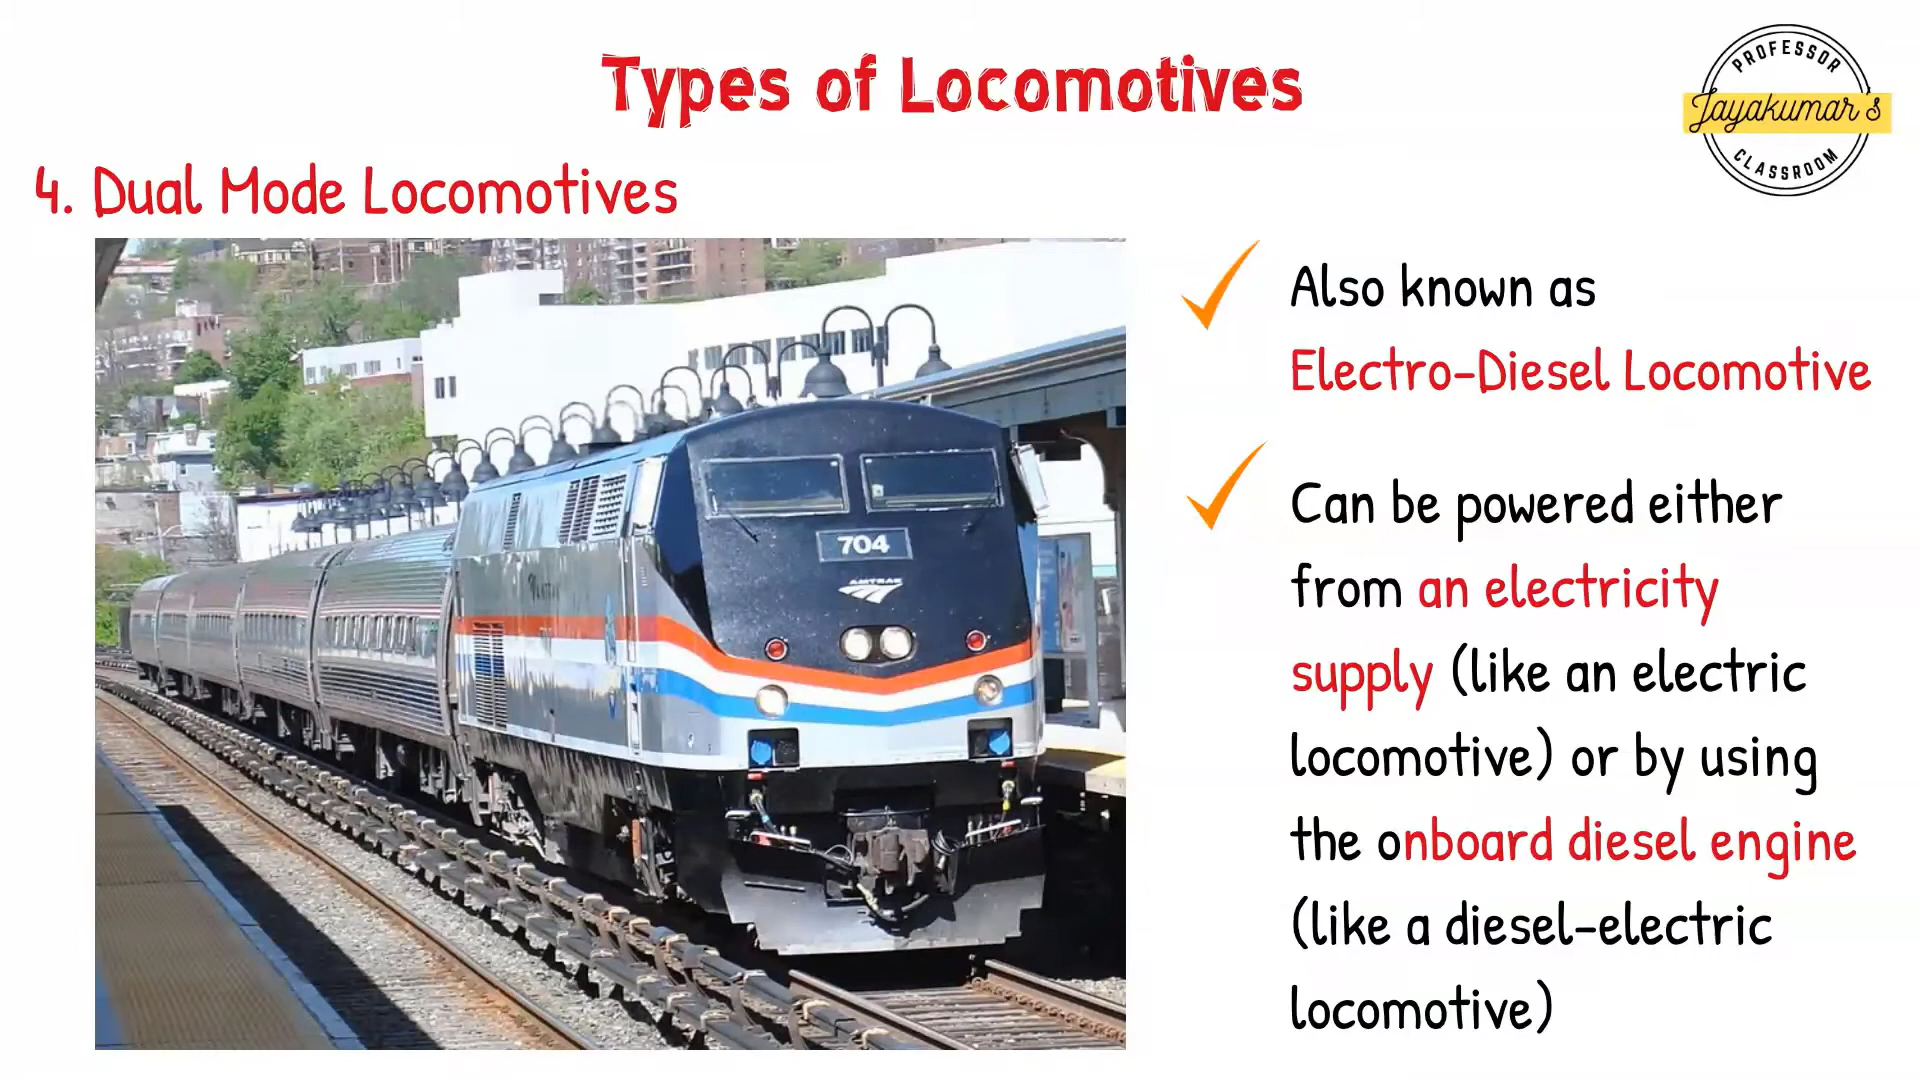 Types of Locomotives
PROFESSOR
Jayakumar's
CLASSROOM
4. Dual Mode Locomotives
704
AMTRAK
Also known as
Electro-Diesel Locomotive
Can be powered either
from an electricity
supply (like an electric
locomotive) or by using
the onboard diesel engine
(like a diesel-electric
locomotive)